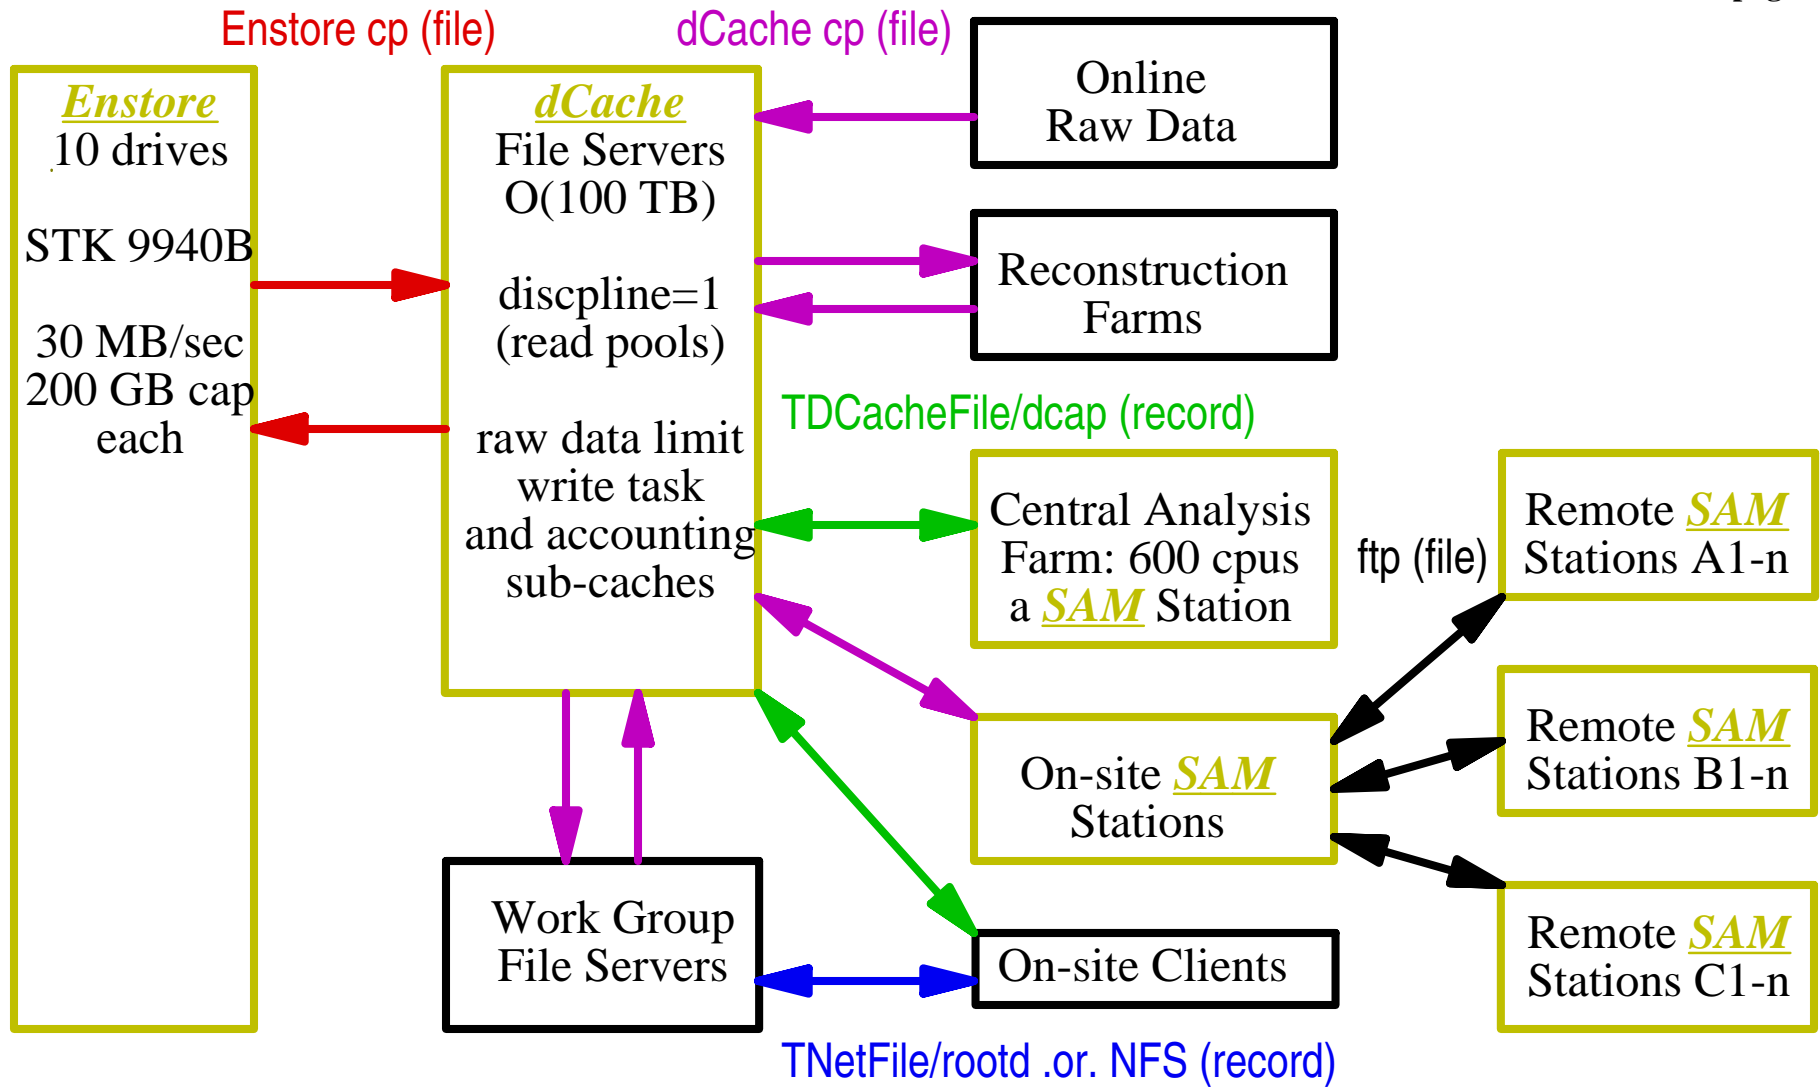 Enstore cp (file)
dCache cp (file)
Enstore
10 drives
STK 9940B
30 MB/sec
200 GB cap
each
dCache
File Servers
O(100 TB)
discpline=1
(read pools)
raw data limit
write task
and accounting
sub-caches
Online
Raw Data
Reconstruction
Farms
TDCacheFile/dcap (record)
Central Analysis
Farm: 600 cpus
a SAM Station
ftp (file)
Remote SAM
Stations A1-n
On-site SAM
Stations
Remote SAM
Stations B1-n
Work Group
File Servers
On-site Clients
Remote SAM
Stations C1-n
TNetFile/rootd .or. NFS (record)